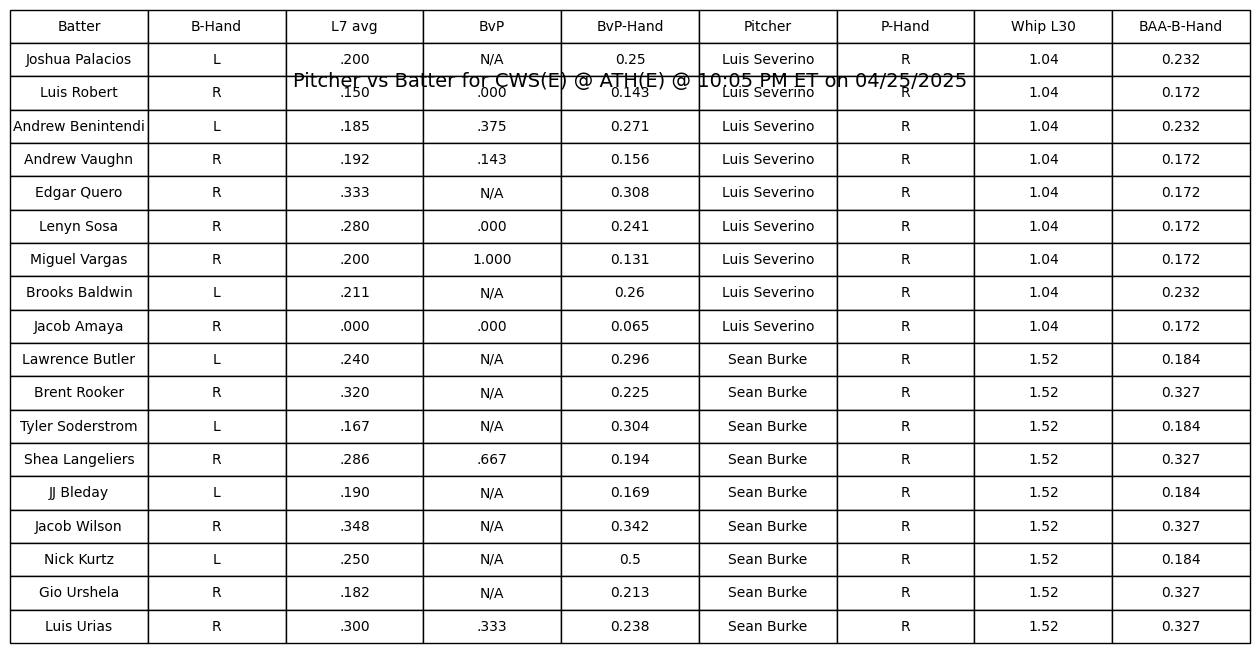 Batter B-Hand L7 avg BvP BvP-Hand Pitcher P-Hand Whip L30 BAA-B-Hand
Joshua Palacios L .200 N/A 0.25 Luis Severino R 1.04 0.232
Pitcher vs Batter for CWS(E) @ ATH(E) @ 10:05 PM ET on 04/25/2025
Luis Robert R .150 .000 0.143 Luis Severino R 1.04 0.172
Andrew Benintendi L .185 .375 0.271 Luis Severino R 1.04 0.232
Andrew Vaughn R .192 .143 0.156 Luis Severino R 1.04 0.172
Edgar Quero R .333 N/A 0.308 Luis Severino R 1.04 0.172
Lenyn Sosa R .280 .000 0.241 Luis Severino R 1.04 0.172
Miguel Vargas R .200 1.000 0.131 Luis Severino R 1.04 0.172
Brooks Baldwin L .211 N/A 0.26 Luis Severino R 1.04 0.232
Jacob Amaya R .000 .000 0.065 Luis Severino R 1.04 0.172
Lawrence Butler L .240 N/A 0.296 Sean Burke R 1.52 0.184
Brent Rooker R .320 N/A 0.225 Sean Burke R 1.52 0.327
Tyler Soderstrom L .167 N/A 0.304 Sean Burke R 1.52 0.184
Shea Langeliers R .286 .667 0.194 Sean Burke R 1.52 0.327
JJ Bleday L .190 N/A 0.169 Sean Burke R 1.52 0.184
Jacob Wilson R .348 N/A 0.342 Sean Burke R 1.52 0.327
Nick Kurtz L .250 N/A 0.5 Sean Burke R 1.52 0.184
Gio Urshela R .182 N/A 0.213 Sean Burke R 1.52 0.327
Luis Urias R .300 .333 0.238 Sean Burke R 1.52 0.327